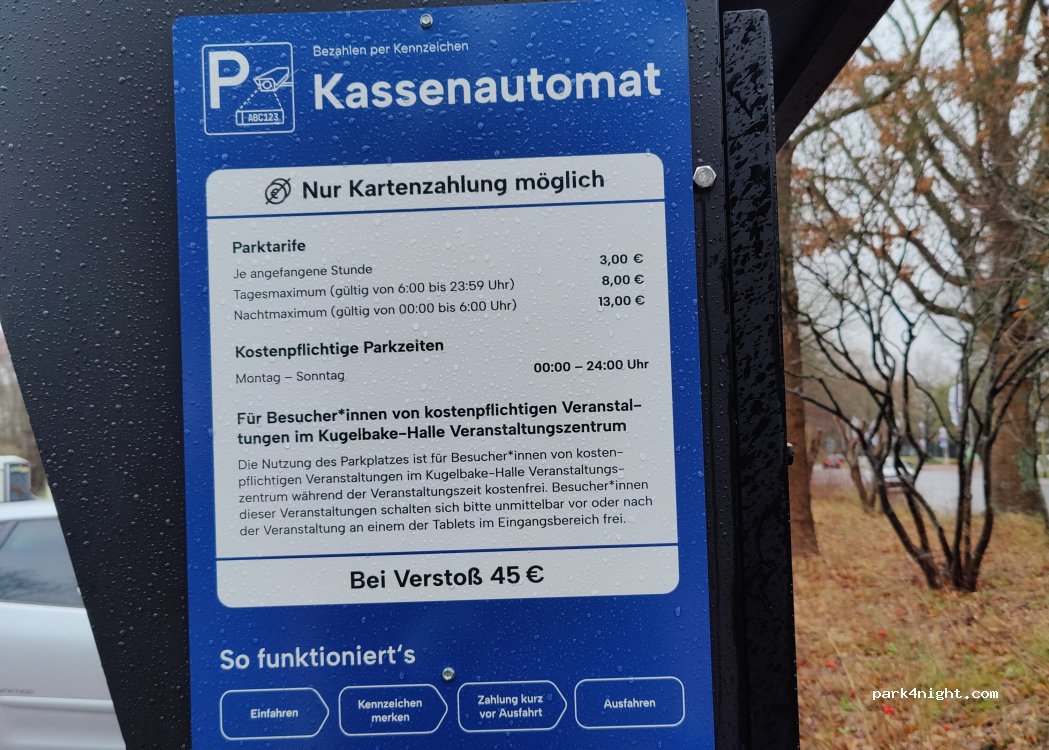 Bezahlen per Kennzeichen
P
Kassenautomat
ABC123
Nur Kartenzahlung möglich
Parktarife
Je angefangene Stunde 3,00 €
Tagesmaximum (gültig von 6:00 bis 23:59 Uhr) 8,00 €
Nachtmaximum (gültig von 00:00 bis 6:00 Uhr) 13,00 €
Kostenpflichtige Parkzeiten
Montag – Sonntag 00:00 – 24:00 Uhr
Für Besucher*innen von kostenpflichtigen Veranstal-
tungen im Kugelbake-Halle Veranstaltungszentrum
Die Nutzung des Parkplatzes ist für Besucher*innen von kosten-
pflichtigen Veranstaltungen im Kugelbake-Halle Veranstaltungs-
zentrum während der Veranstaltungszeit kostenfrei. Besucher*innen
dieser Veranstaltungen schalten sich bitte unmittelbar vor oder nach
der Veranstaltung an einem der Tablets im Eingangsbereich frei.
Bei Verstoß 45 €
So funktioniert‘s
Einfahren
Kennzeichen
merken
Zahlung kurz
vor Ausfahrt
Ausfahren
park4night.com